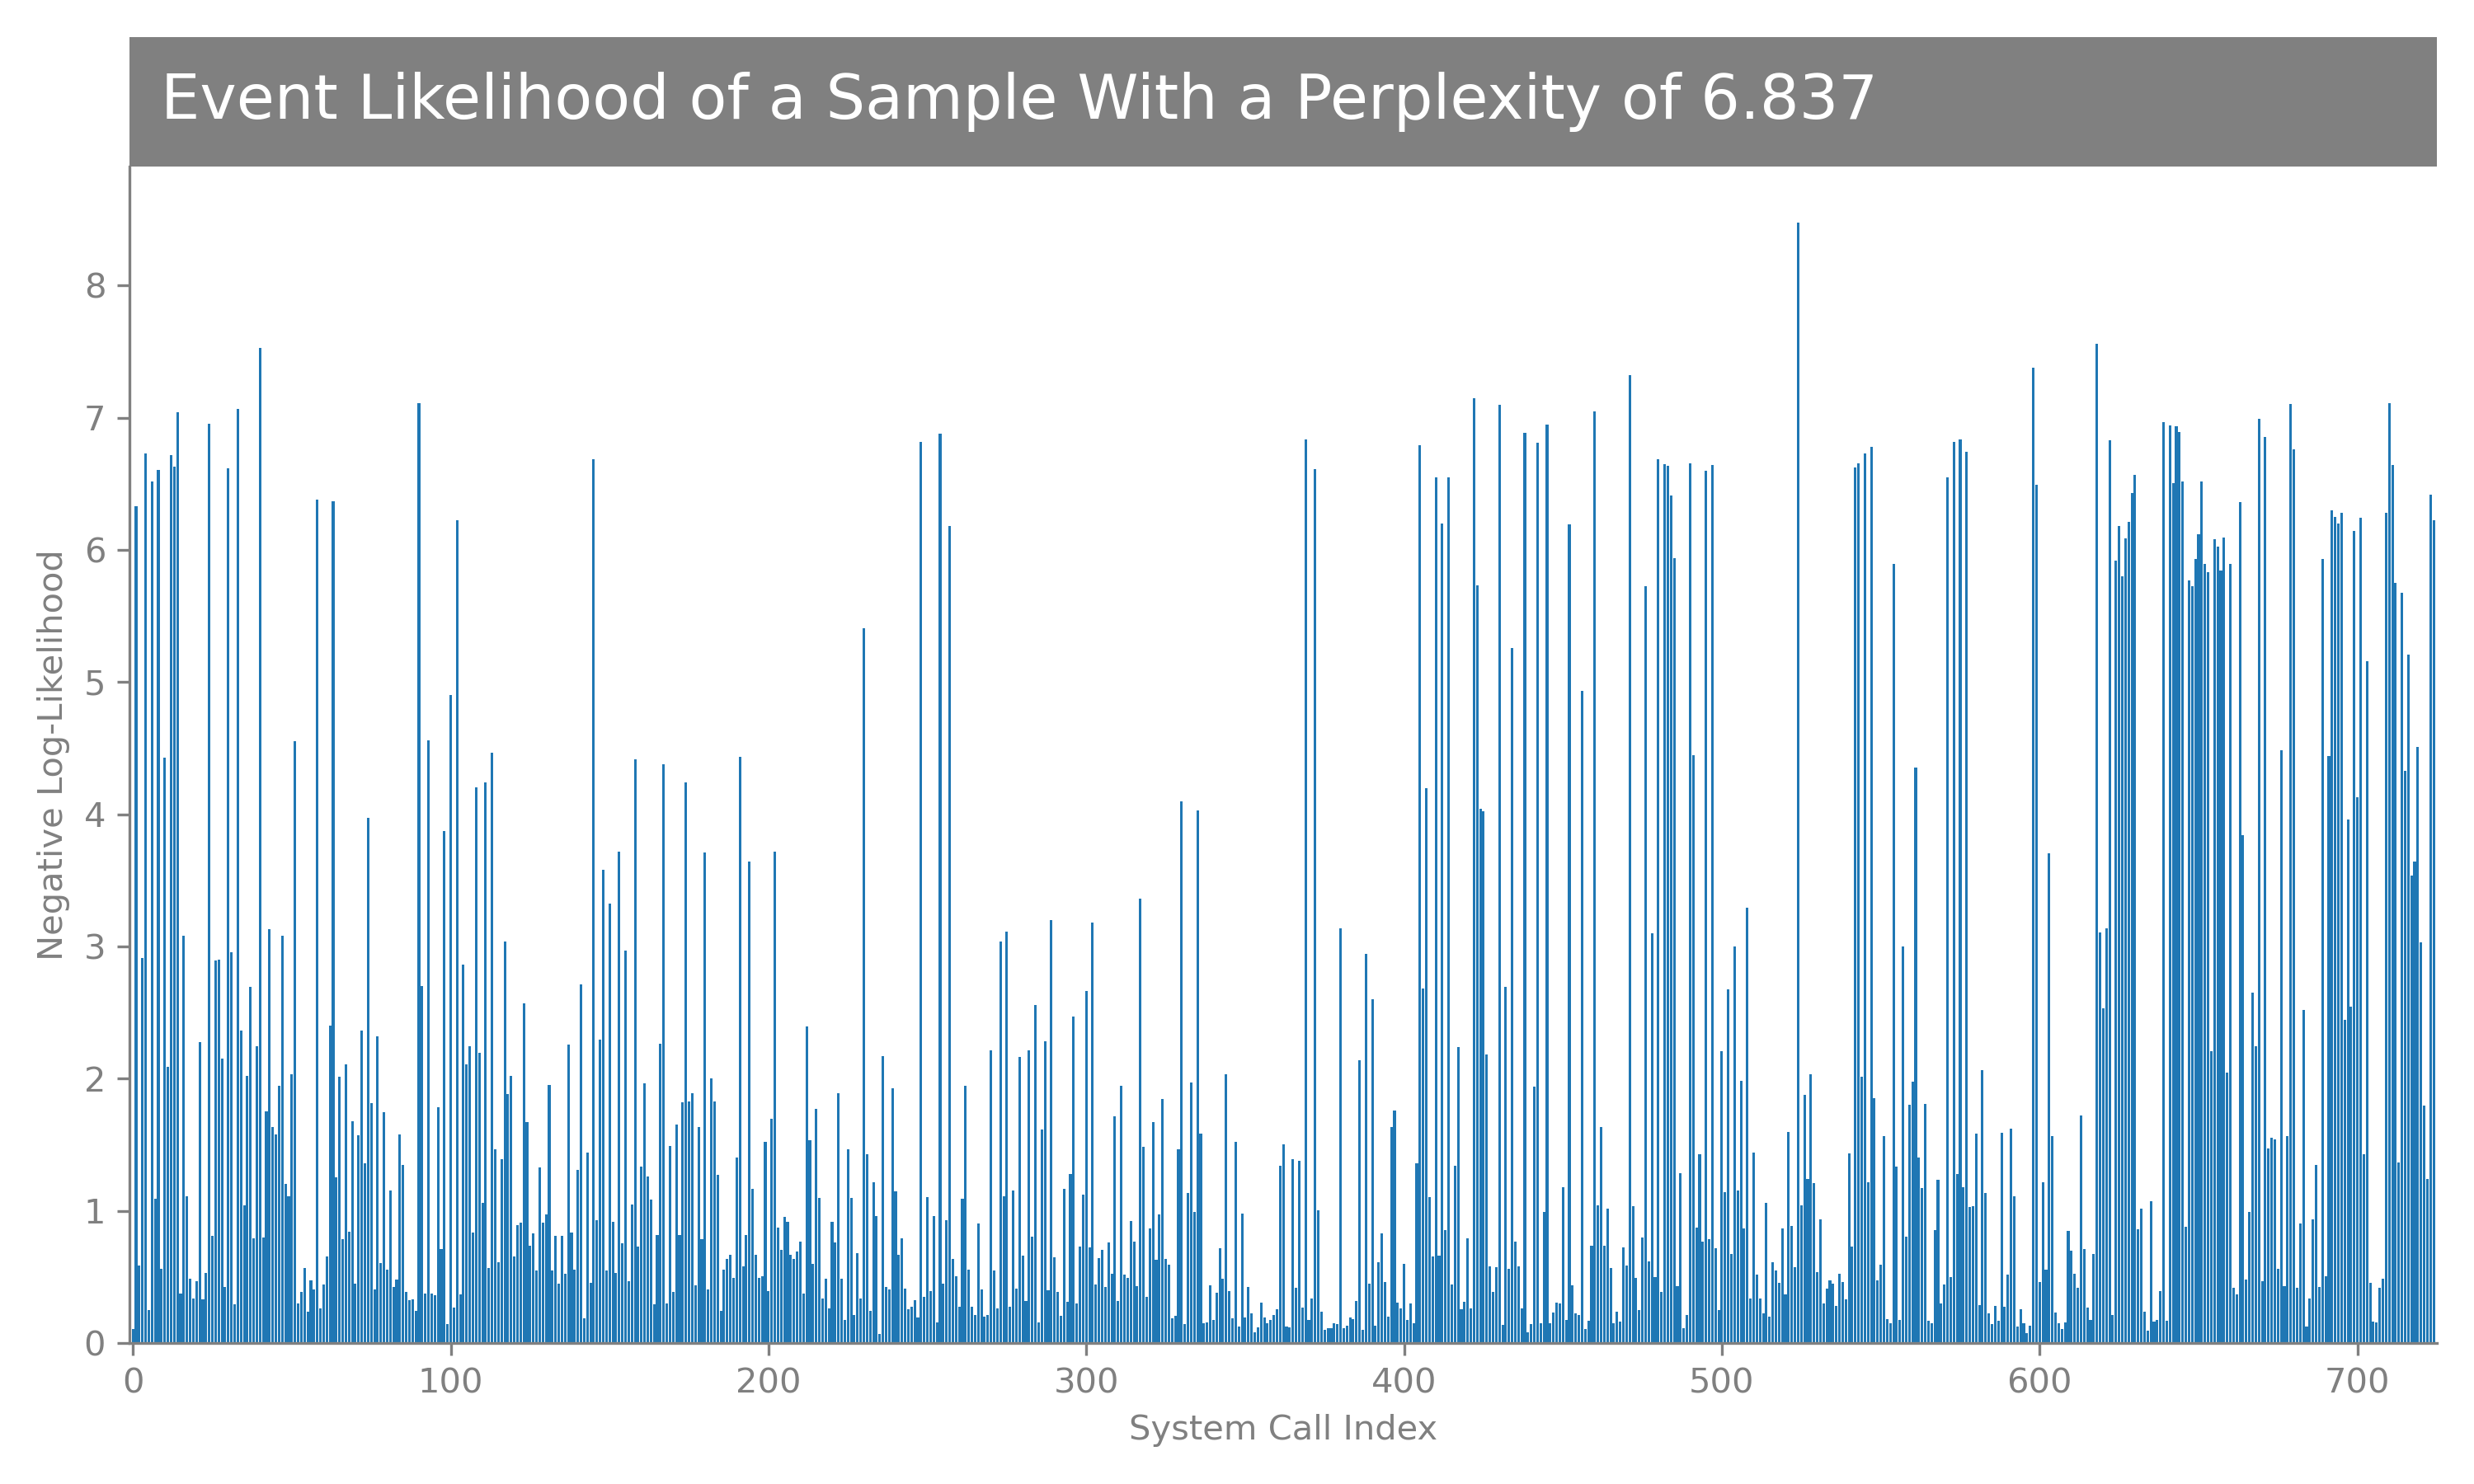 Event Likelihood of a Sample With a Perplexity of 6.837
8
7
6
5
4
3
2
1
0
Negative Log-Likelihood
0 100 200 300 400 500 600 700
System Call Index